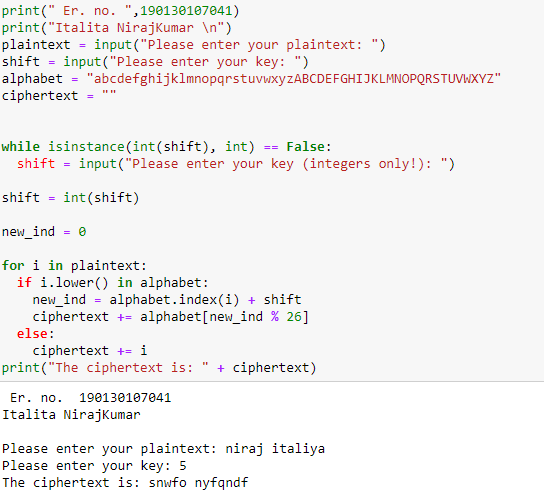 print(" Er. no. ",190130107041)
print("Italita NirajKumar \n")
plaintext = input("Please enter your plaintext: ")
shift = input("Please enter your key: ")
alphabet = "abcdefghijklmnopqrstuvwxyzABCDEFGHIJKLMNOPQRSTUVWXYZ"
ciphertext = ""
while isinstance(int(shift), int) == False:
  shift = input("Please enter your key (integers only!): ")
shift = int(shift)
new_ind = 0
for i in plaintext:
  if i.lower() in alphabet:
    new_ind = alphabet.index(i) + shift
    ciphertext += alphabet[new_ind % 26]
  else:
    ciphertext += i
print("The ciphertext is: " + ciphertext)
 Er. no.  190130107041
Italita NirajKumar
Please enter your plaintext: niraj italiya
Please enter your key: 5
The ciphertext is: snwfo nyfqndf